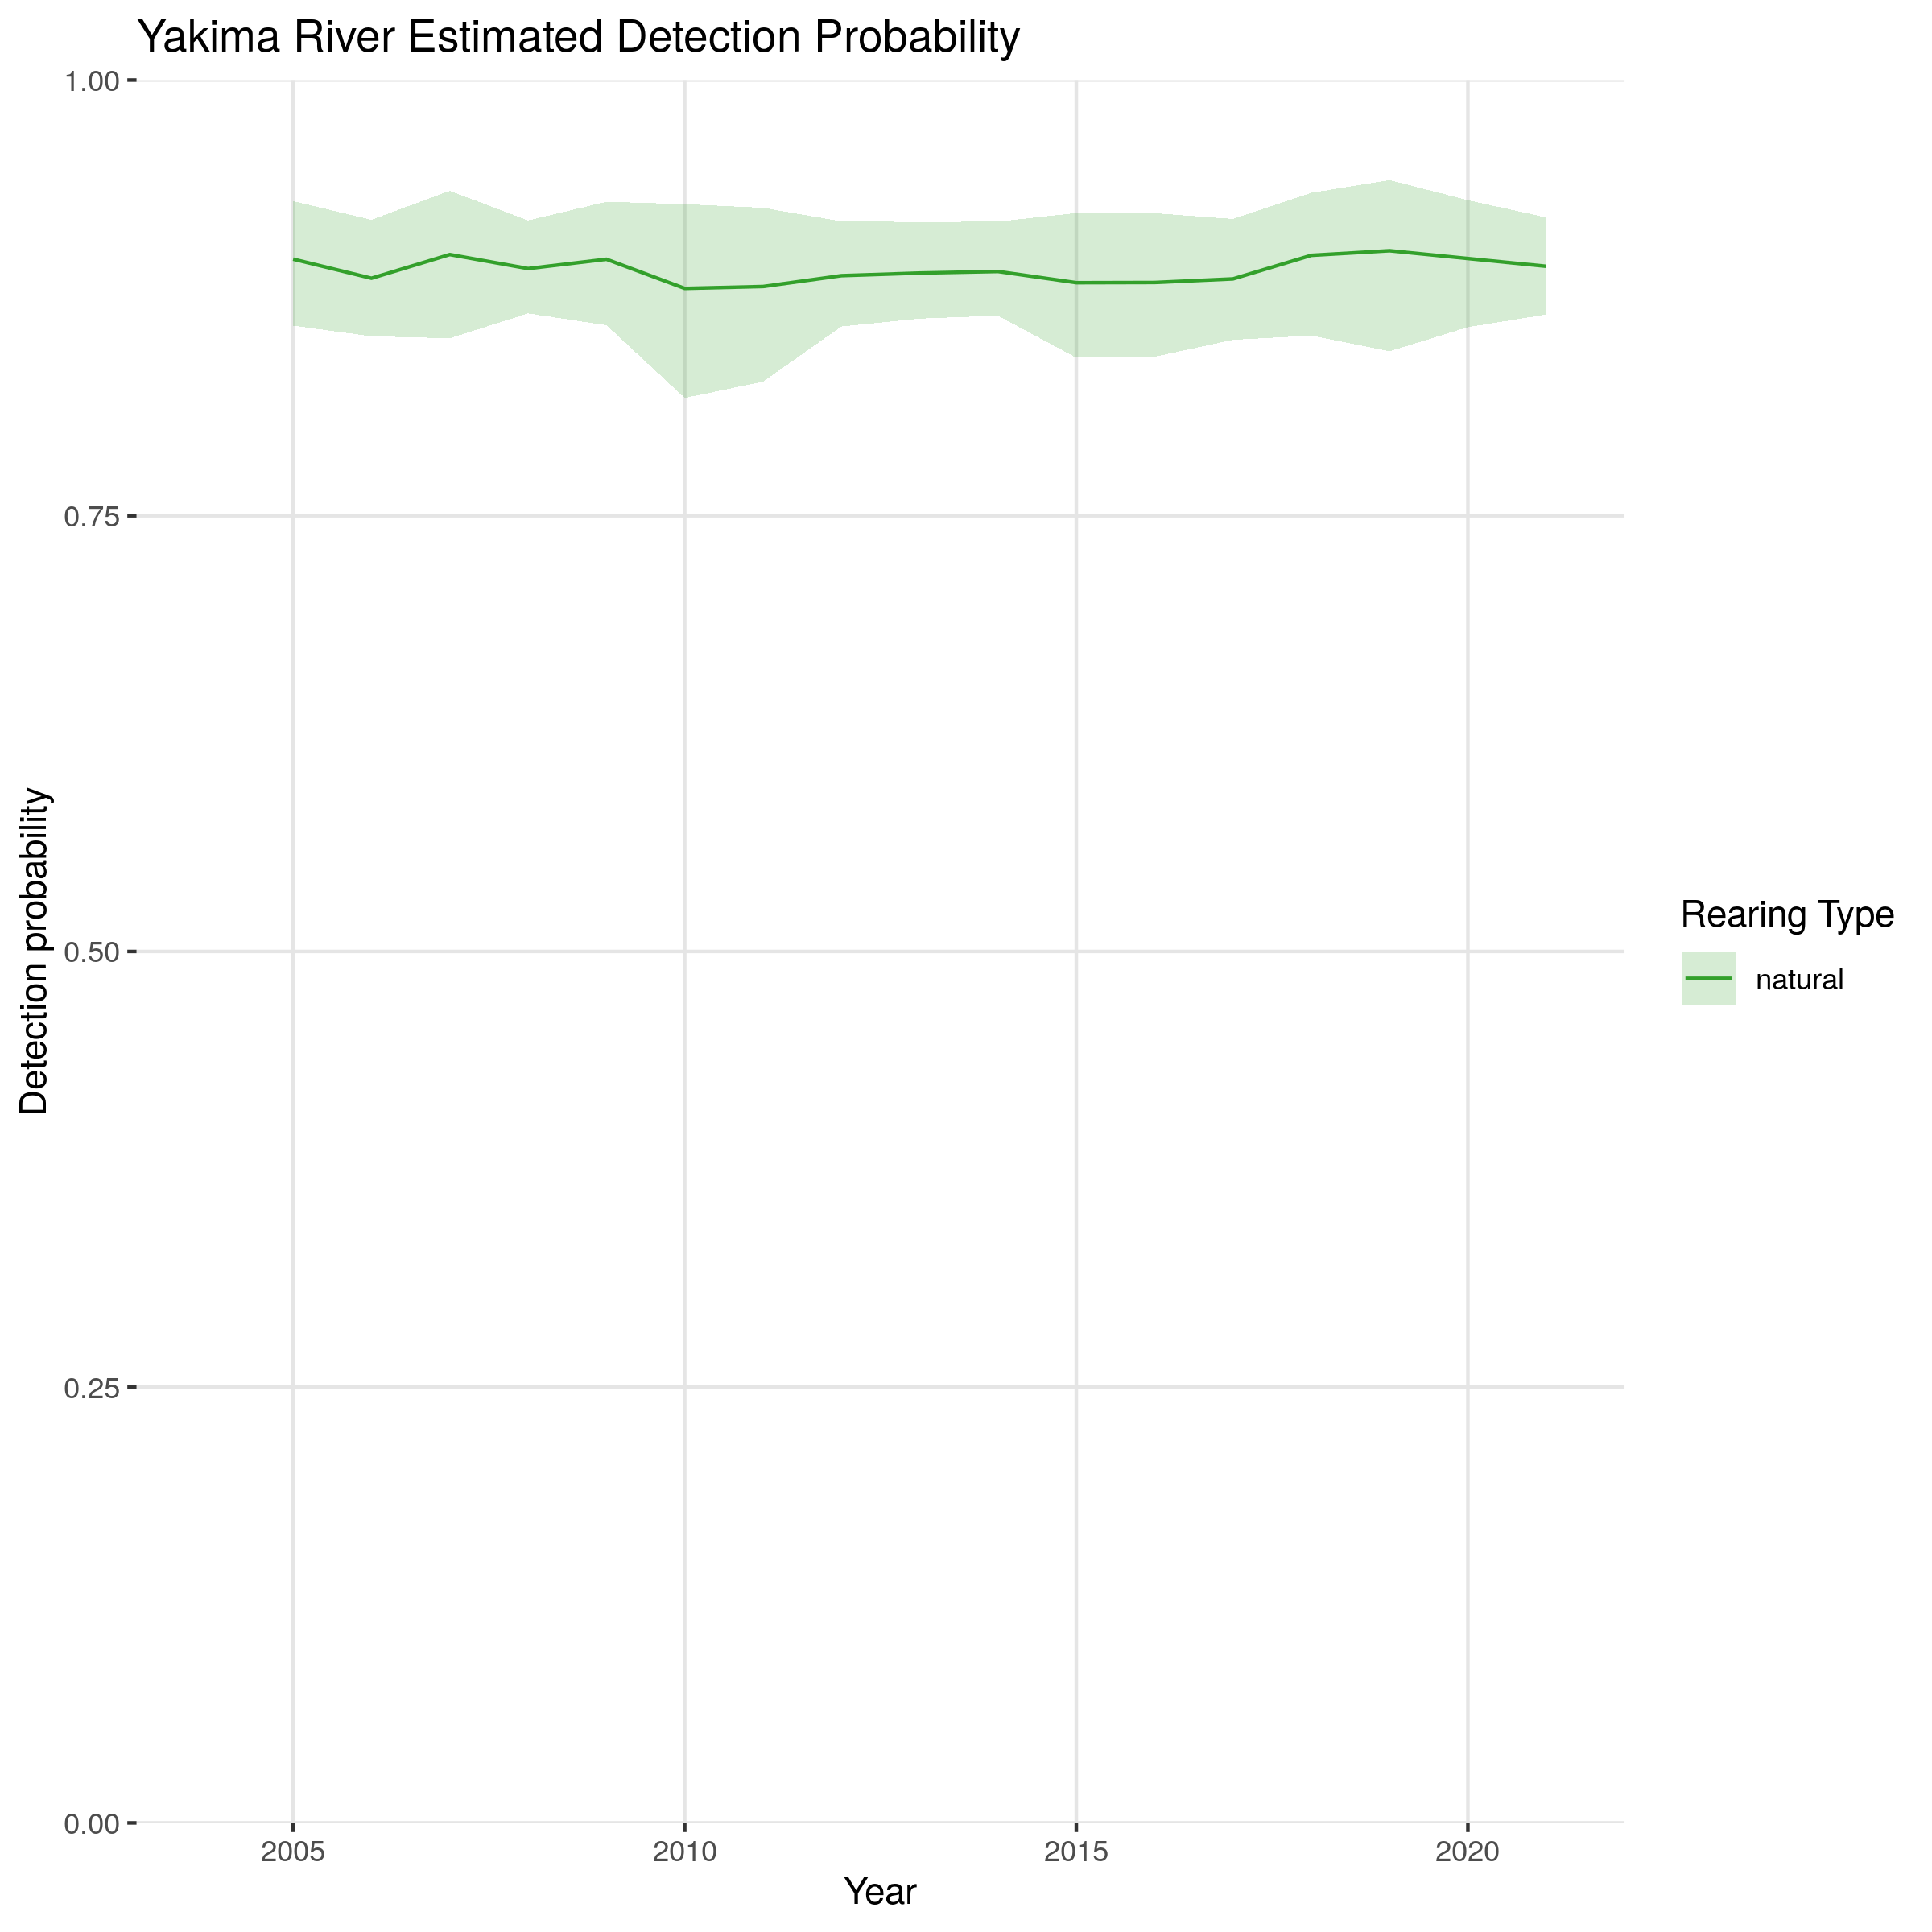 Yakima River Estimated Detection Probability
1.00
0.75
0.50
0.25
0.00
Detection probability
2005
2010
2015
2020
Year
Rearing Type
natural